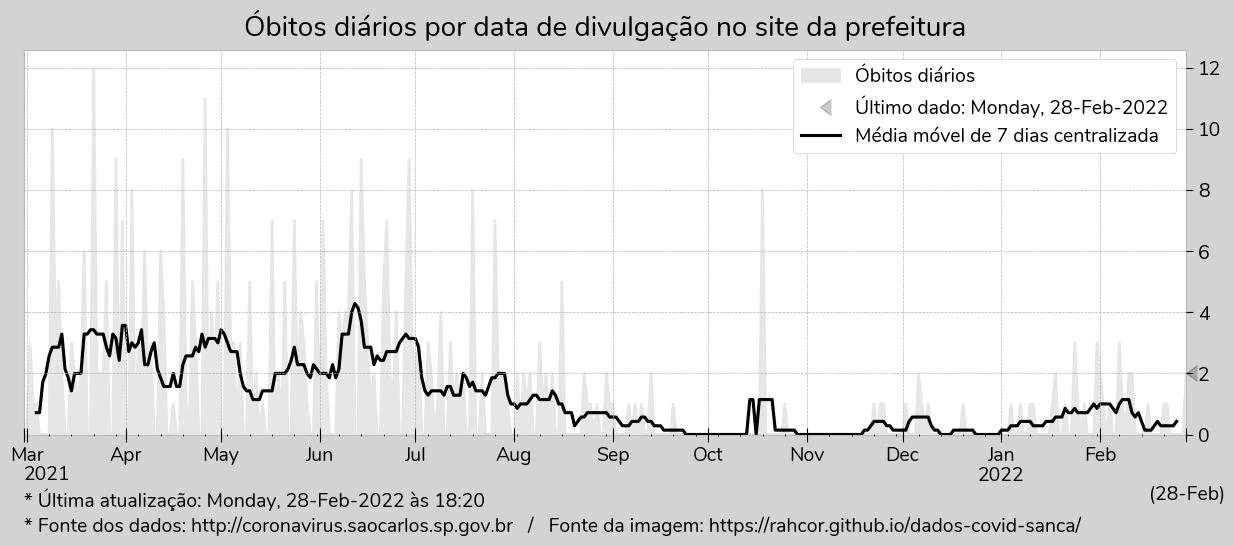 Óbitos diários por data de divulgação no site da prefeitura
Óbitos diários
Último dado: Monday, 28-Feb-2022
Média móvel de 7 dias centralizada
12
10
8
6
4
2
0
Mar Apr May Jun Jul Aug Sep Oct Nov Dec Jan Feb
2021 2022
(28-Feb)
* Última atualização: Monday, 28-Feb-2022 às 18:20
* Fonte dos dados: http://coronavirus.saocarlos.sp.gov.br / Fonte da imagem: https://rahcor.github.io/dados-covid-sanca/